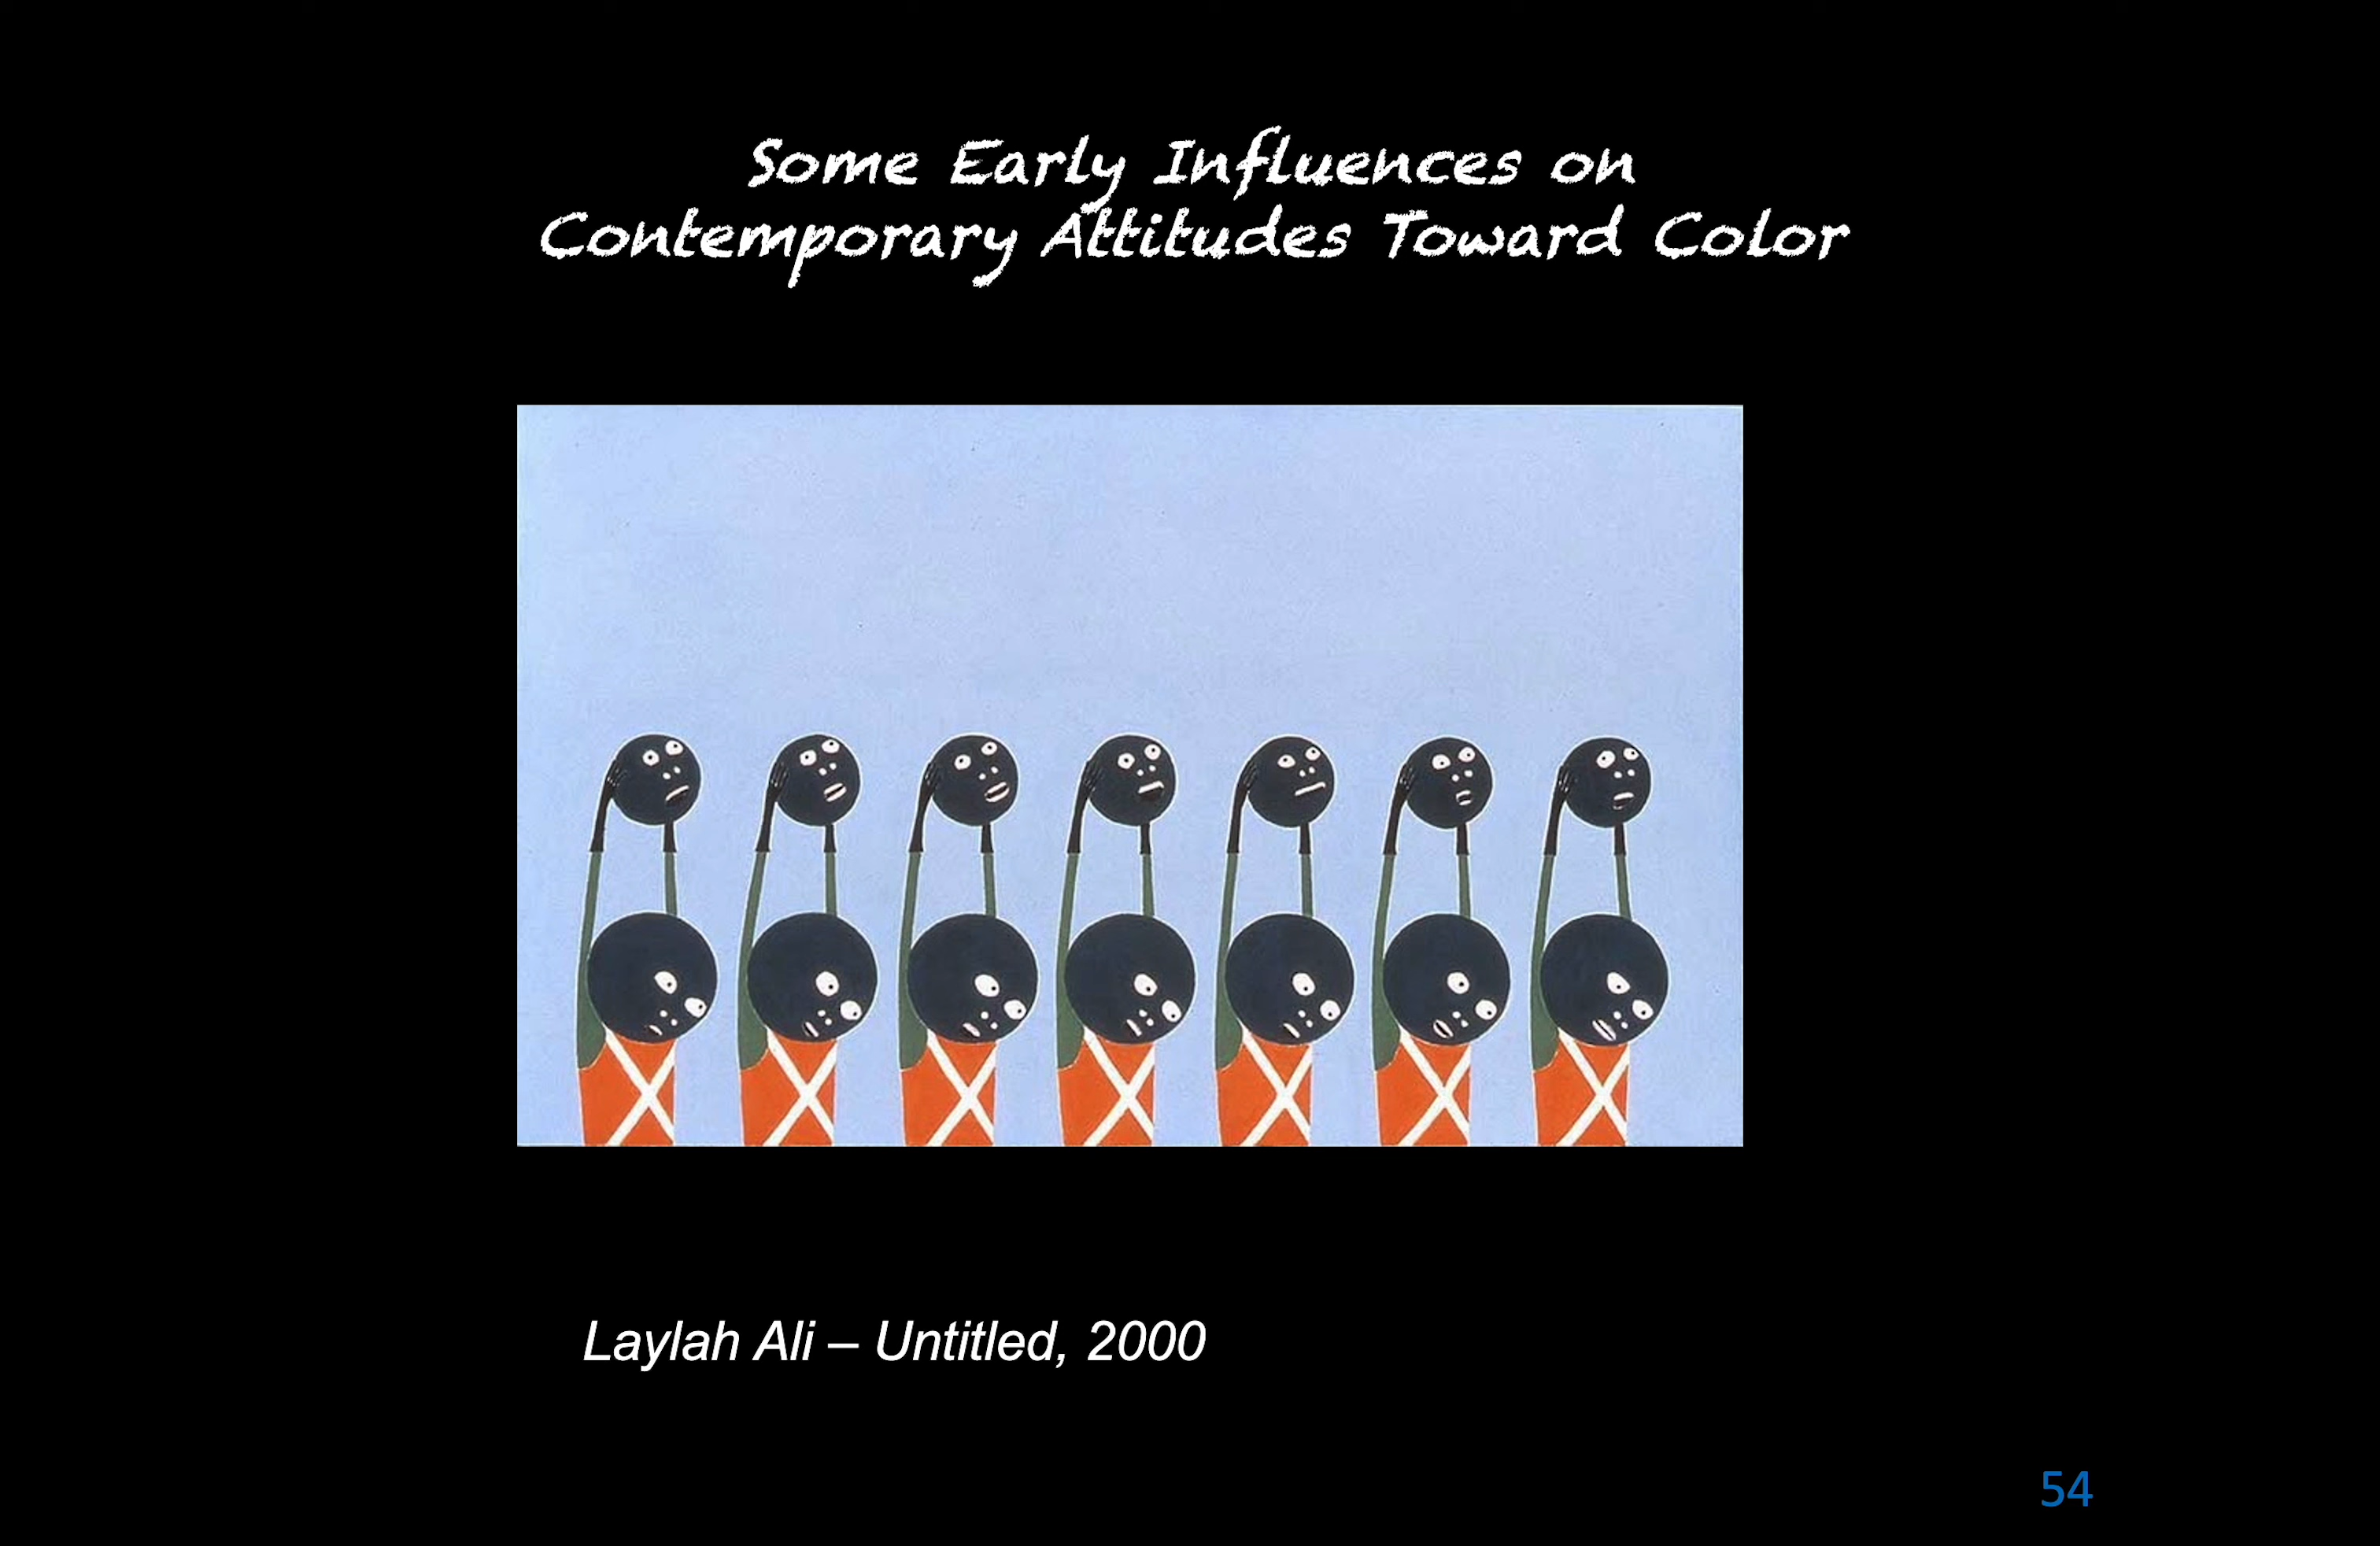 Some Early Influences on
Contemporary Attitudes Toward Color
Laylah Ali – Untitled, 2000
54